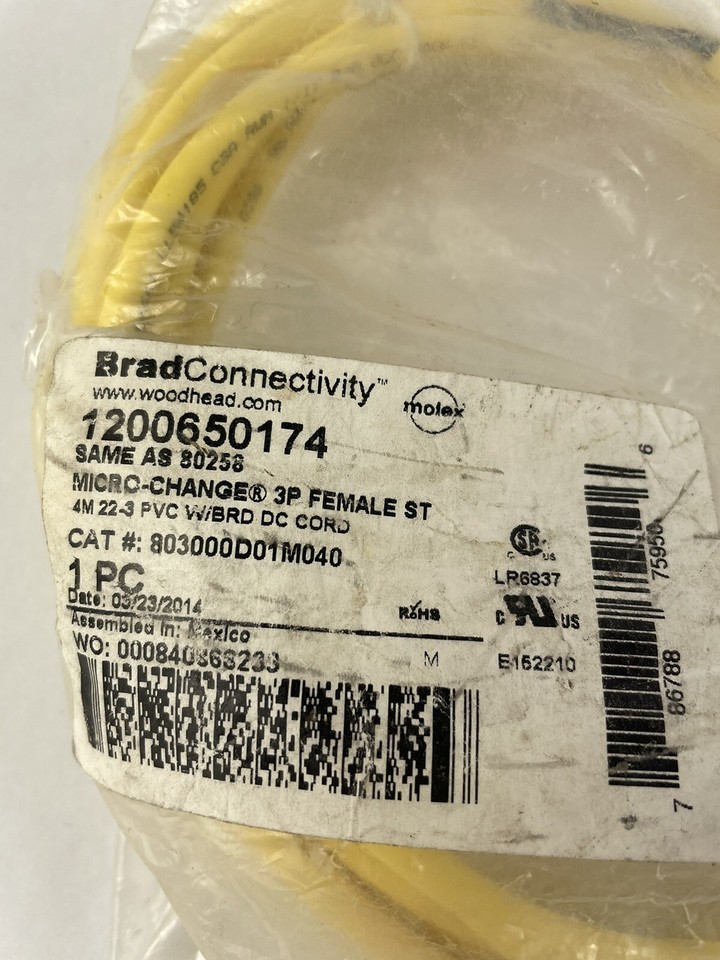 BradConnectivity™
www.woodhead.com
molex
1200650174
SAME AS 80258
MICRO-CHANGE® 3P FEMALE ST
4M 22-3 PVC W/BRD DC CORD
CAT #: 803000D01M040
1 PC
Date: 03/23/2014
RoHS
Assembled in: Mexico
M
C US
LR6837
C US
E152210
7 86788 75950 6